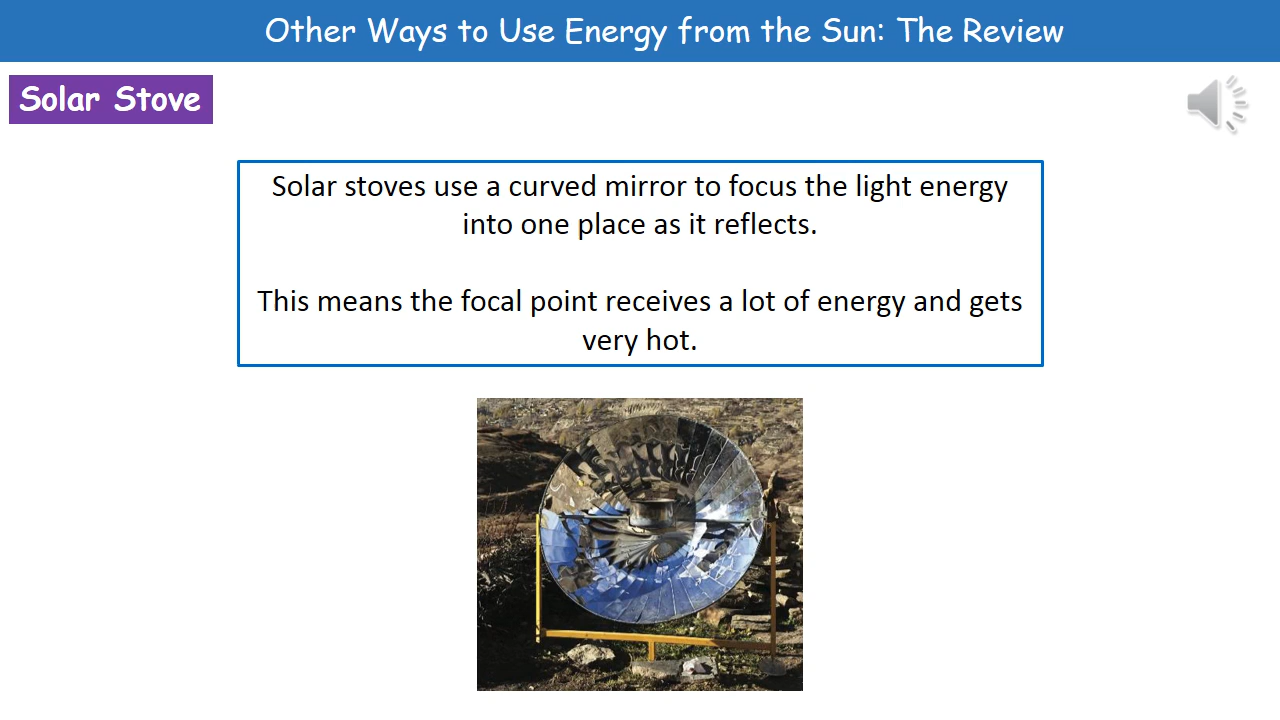 Other Ways to Use Energy from the Sun: The Review
Solar Stove
Solar stoves use a curved mirror to focus the light energy
into one place as it reflects.
This means the focal point receives a lot of energy and gets
very hot.